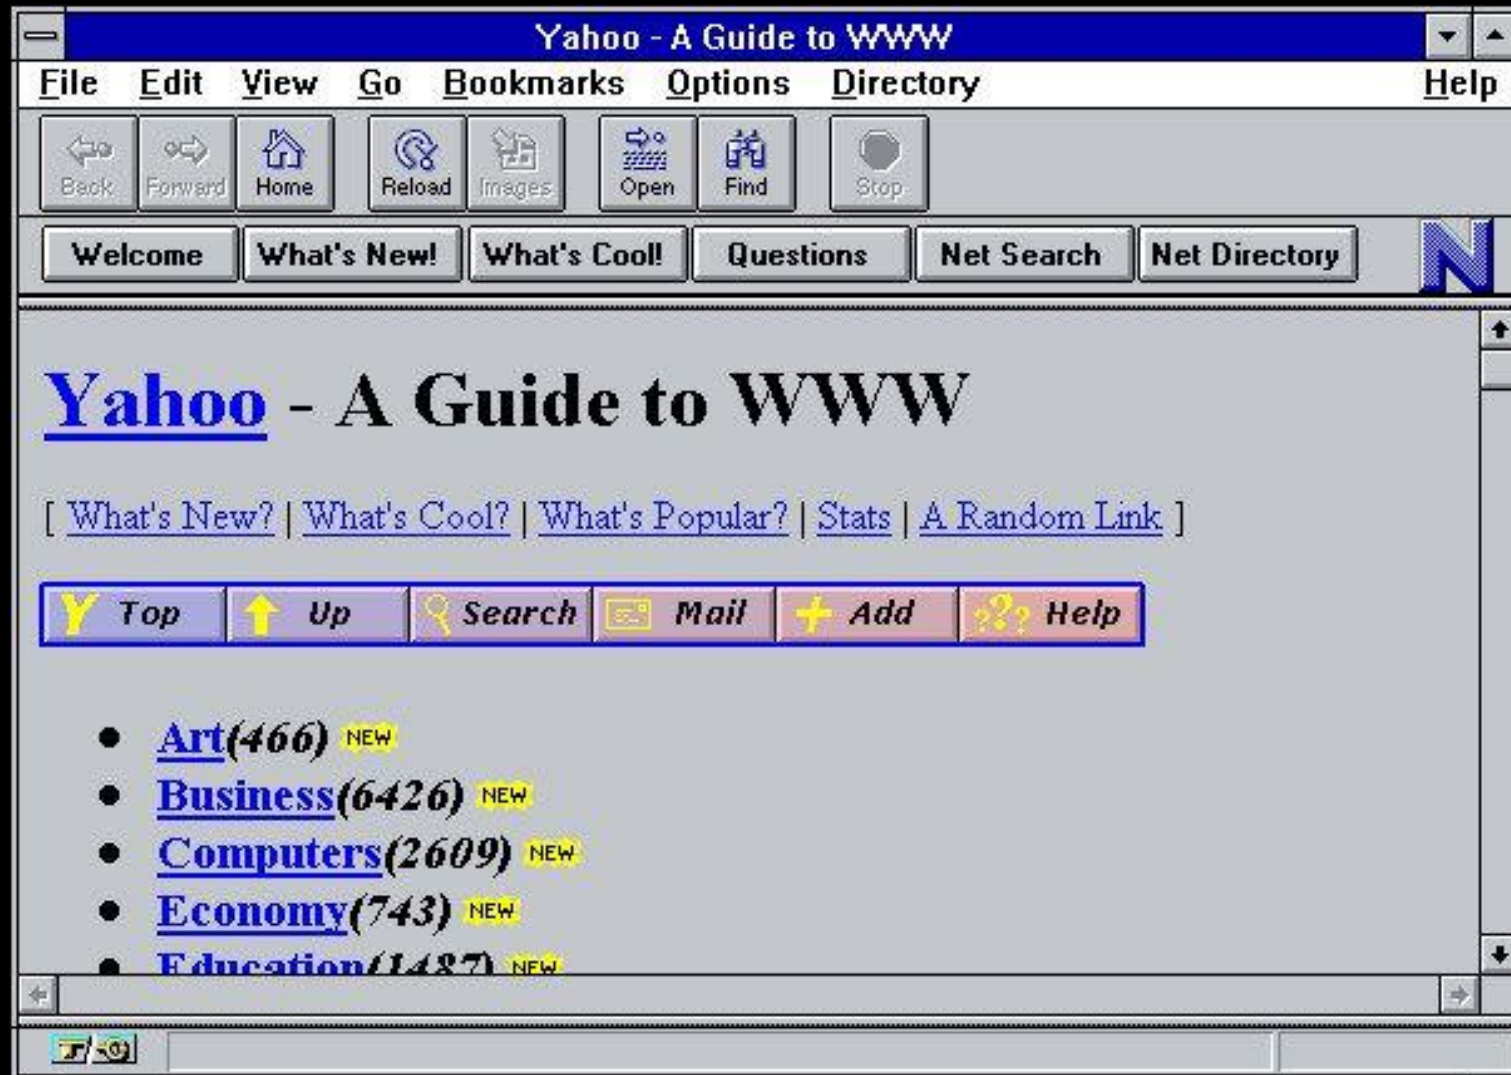 Yahoo - A Guide to WWW
File Edit View Go Bookmarks Options Directory Help
Back Forward Home Reload Images Open Find Stop
Welcome What's New! What's Cool! Questions Net Search Net Directory N
Yahoo - A Guide to WWW
[ What's New? | What's Cool? | What's Popular? | Stats | A Random Link ]
Y Top Up Search Mail Add ??? Help
Art(466) NEW
Business(6426) NEW
Computers(2609) NEW
Economy(743) NEW
Education(1487) NEW